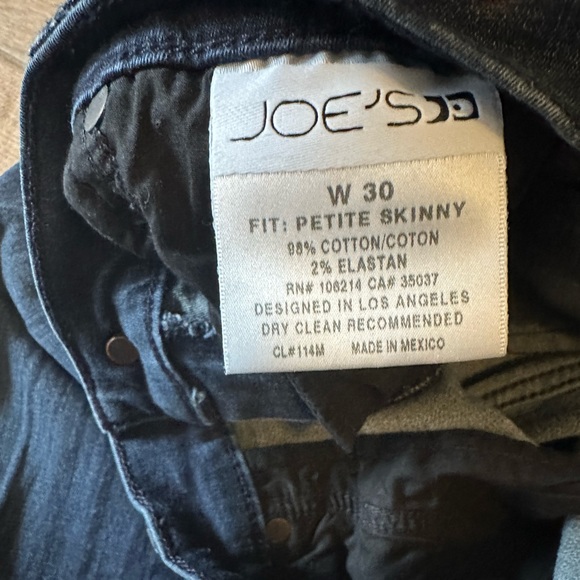 JOE'S
W 30
FIT: PETITE SKINNY
98% COTTON/COTON
2% ELASTAN
RN# 106214 CA# 35037
DESIGNED IN LOS ANGELES
DRY CLEAN RECOMMENDED
CL#114M MADE IN MEXICO